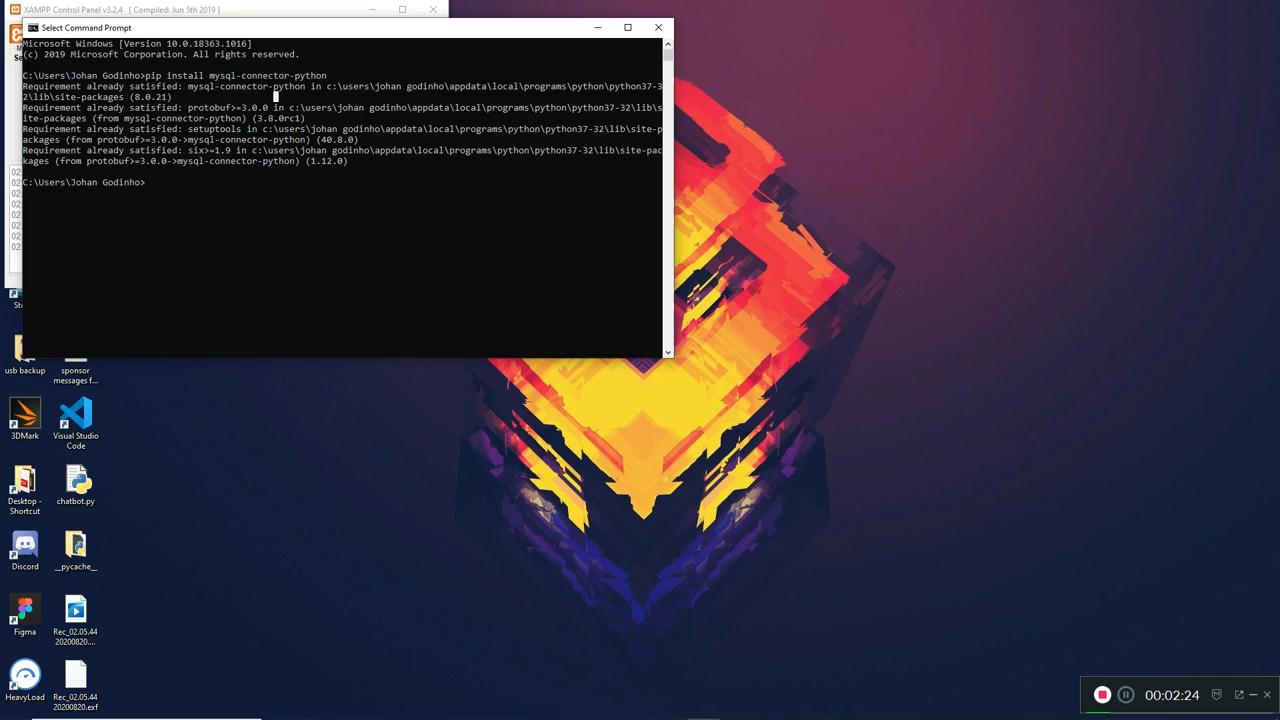 XAMPP Control Panel v3.2.4 [ Compiled: Jun 5th 2019 ]
Select Command Prompt
Microsoft Windows [Version 10.0.18363.1016]
(c) 2019 Microsoft Corporation. All rights reserved.
C:\Users\Johan Godinho>pip install mysql-connector-python
Requirement already satisfied: mysql-connector-python in c:\users\johan godinho\appdata\local\programs\python\python37-3
2\lib\site-packages (8.0.21)
Requirement already satisfied: protobuf>=3.0.0 in c:\users\johan godinho\appdata\local\programs\python\python37-32\lib\s
ite-packages (from mysql-connector-python) (3.8.0rc1)
Requirement already satisfied: setuptools in c:\users\johan godinho\appdata\local\programs\python\python37-32\lib\site-p
ackages (from protobuf>=3.0.0->mysql-connector-python) (40.8.0)
Requirement already satisfied: six>=1.9 in c:\users\johan godinho\appdata\local\programs\python\python37-32\lib\site-pac
kages (from protobuf>=3.0.0->mysql-connector-python) (1.12.0)
C:\Users\Johan Godinho>
usb backup
sponsor
messages f...
3DMark
Visual Studio
Code
Desktop -
Shortcut
chatbot.py
Discord
__pycache__
Figma
Rec_02.05.44
20200820....
HeavyLoad
Rec_02.05.44
20200820.exf
00:02:24